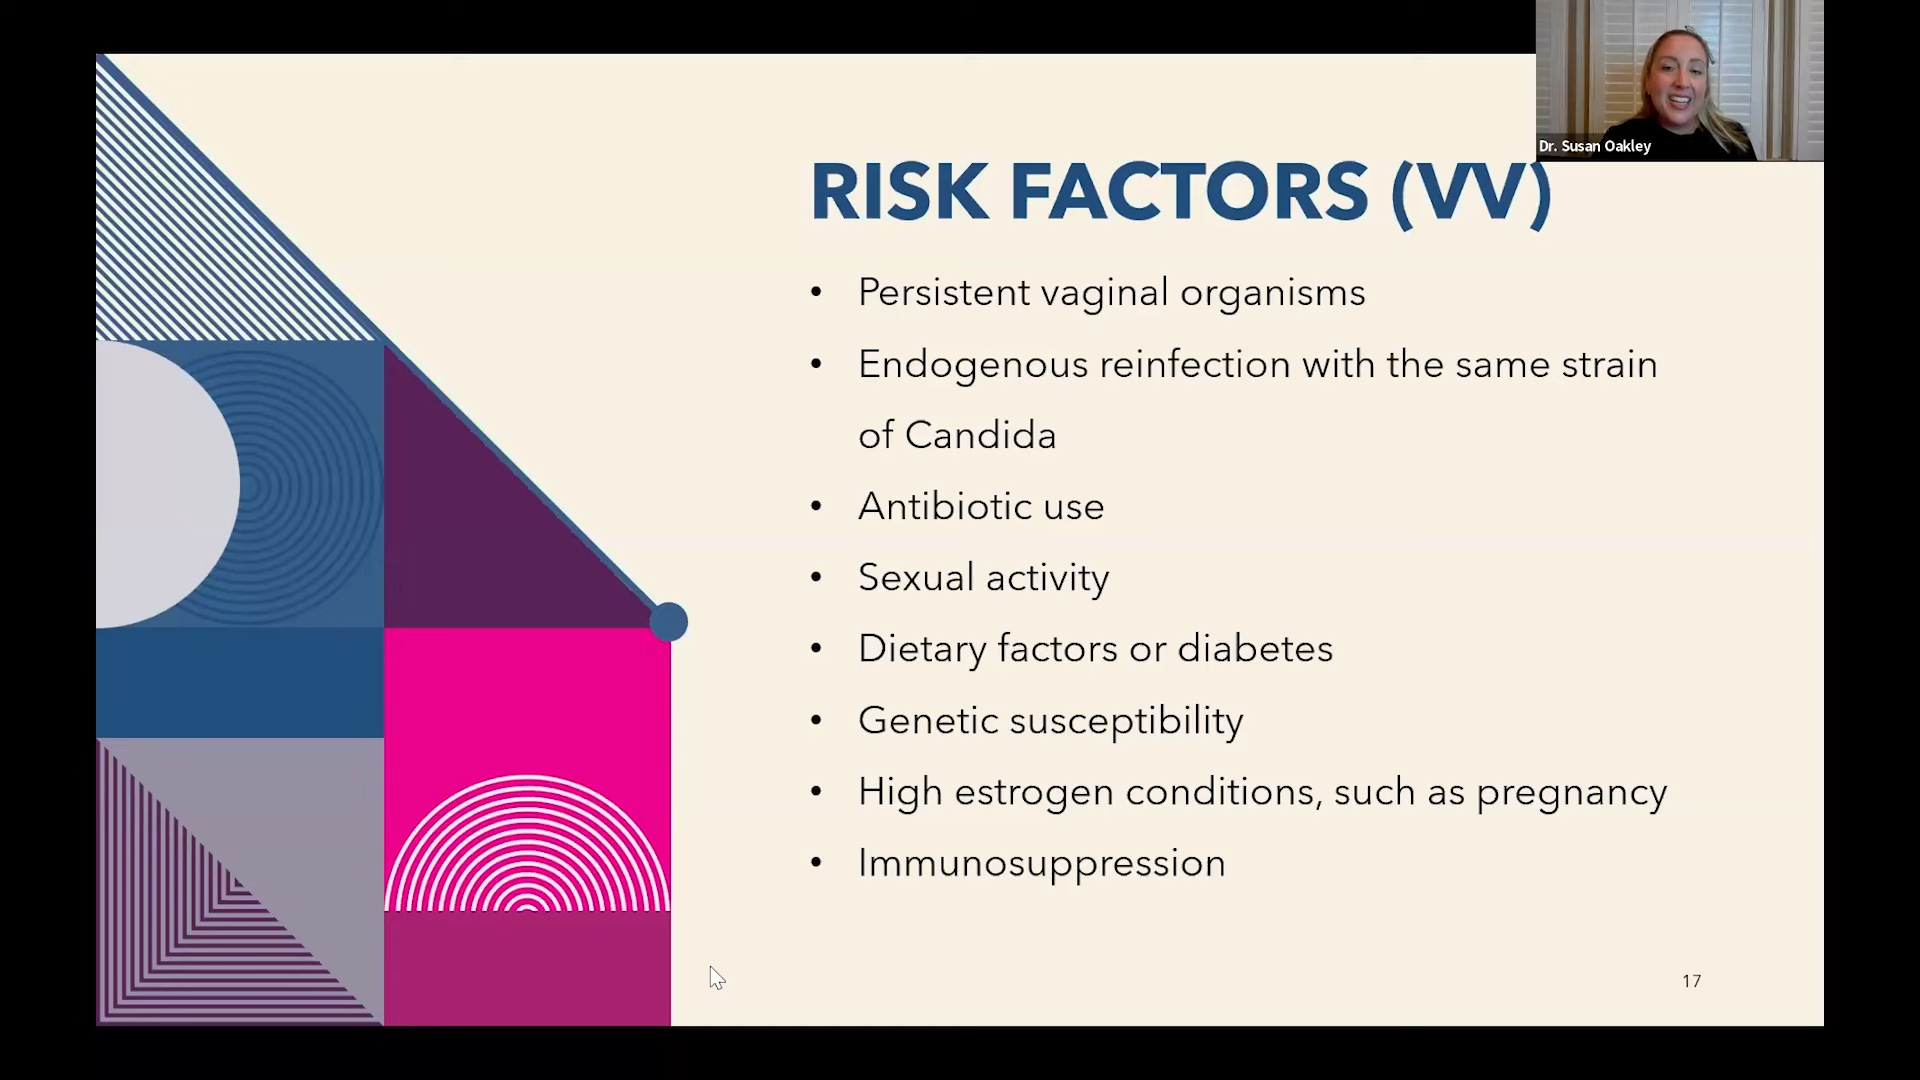 Dr. Susan Oakley
RISK FACTORS (VV)
• Persistent vaginal organisms
• Endogenous reinfection with the same strain
of Candida
• Antibiotic use
• Sexual activity
• Dietary factors or diabetes
• Genetic susceptibility
• High estrogen conditions, such as pregnancy
• Immunosuppression
17